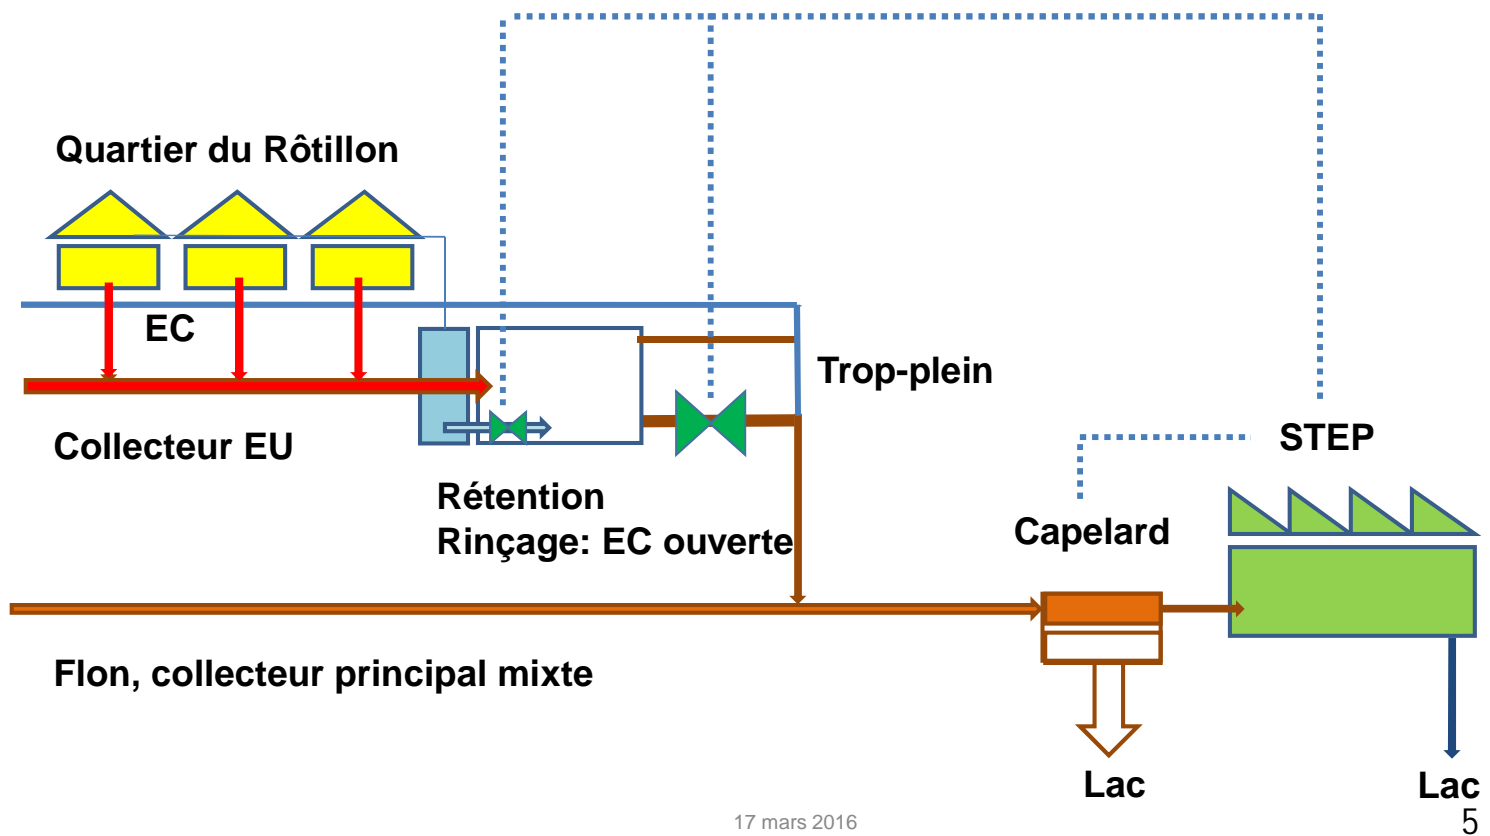 Quartier du Rôtillon
EC
Trop-plein
Collecteur EU
STEP
Rétention
Rinçage: EC ouverte
Capelard
Flon, collecteur principal mixte
Lac
Lac
17 mars 2016
5